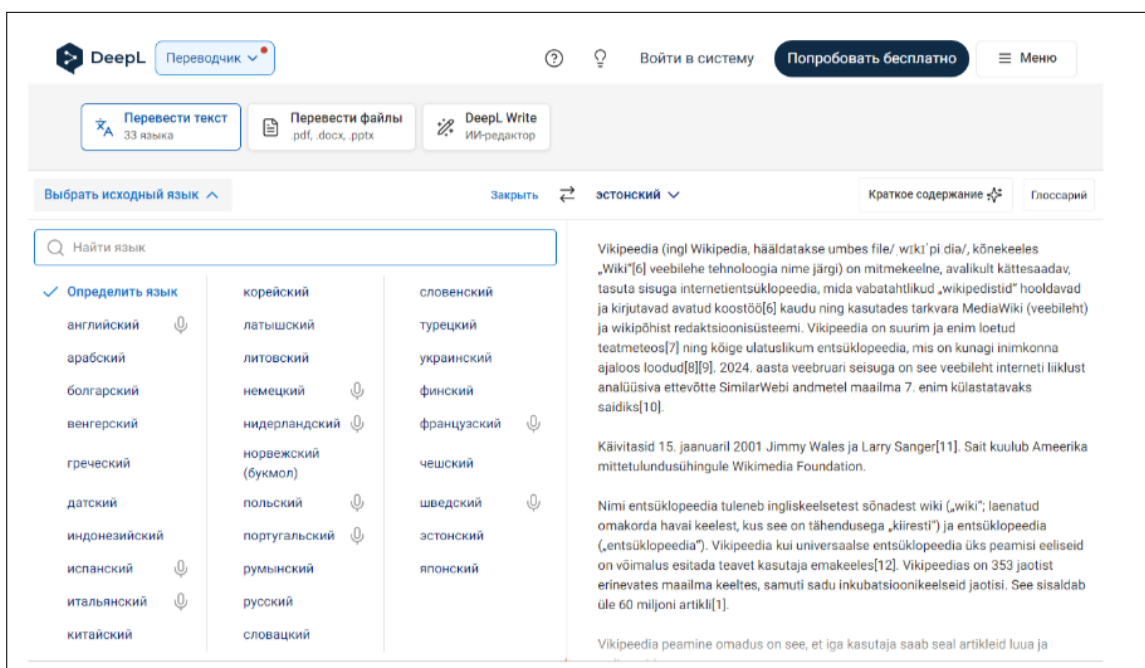 DeepL
Переводчик
Войти в систему
Попробовать бесплатно
Меню
Перевести текст
33 языка
Перевести файлы
.pdf, .docx, .pptx
DeepL Write
ИИ-редактор
Выбрать исходный язык
Закрыть
эстонский
Краткое содержание
Глоссарий
Найти язык
Определить язык
английский
арабский
болгарский
венгерский
греческий
датский
индонезийский
испанский
итальянский
китайский
корейский
латышский
литовский
немецкий
нидерландский
норвежский
(букмол)
польский
португальский
румынский
русский
словацкий
словенский
турецкий
украинский
финский
французский
чешский
шведский
эстонский
японский
Vikipeedia (ingl Wikipedia, hääldatakse umbes file/ˌwɪkɪˈpi diə/, kõnekeeles
„Wiki"[6] veebilehe tehnoloogia nime järgi) on mitmekeelne, avalikult kättesaadav,
tasuta sisuga internetientsüklopeedia, mida vabatahtlikud „wikipedistid" hooldavad
ja kirjutavad avatud koostöö[6] kaudu ning kasutades tarkvara MediaWiki (veebileht)
ja wikipõhist redaktsioonisüsteemi. Vikipeedia on suurim ja enim loetud
teatmeteos[7] ning kõige ulatuslikum entsüklopeedia, mis on kunagi inimkonna
ajaloos loodud[8][9]. 2024. aasta veebruari seisuga on see veebileht interneti liiklust
analüüsiva ettevõtte SimilarWebi andmetel maailma 7. enim külastatavaks
saidiks[10].
Käivitasid 15. jaanuaril 2001 Jimmy Wales ja Larry Sanger[11]. Sait kuulub Ameerika
mittetulundusühingule Wikimedia Foundation.
Nimi entsüklopeedia tuleneb ingliskeelsetest sõnadest wiki („wiki"; laenatud
omakorda havai keelest, kus see on tähendusega „kiiresti") ja entsüklopeedia
(„entsüklopeedia"). Vikipeedia kui universaalse entsüklopeedia üks peamisi eeliseid
on võimalus esitada teavet kasutaja emakeeles[12]. Vikipeedias on 353 jaotist
erinevates maailma keeltes, samuti sadu inkubatsioonikeelseid jaotisi. See sisaldab
üle 60 miljoni artikli[1].
Vikipeedia peamine omadus on see, et iga kasutaja saab seal artikleid luua ja